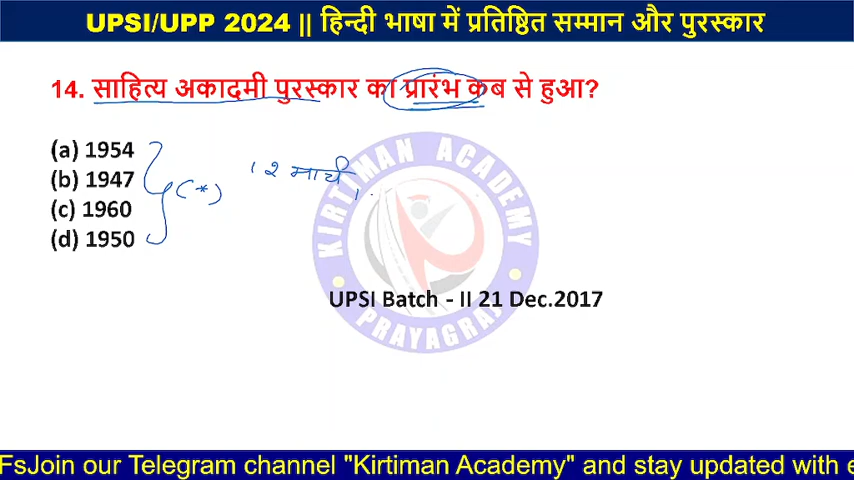 UPSI/UPP 2024 || हिन्दी भाषा में प्रतिष्ठित सम्मान और पुरस्कार
14. साहित्य अकादमी पुरस्कार का प्रारंभ कब से हुआ?
(a) 1954
(b) 1947
(c) 1960
(d) 1950
(*)
12 मार्च,
KIRTIMAN ACADEMY
PRAYAGRAJ
UPSI Batch - II 21 Dec.2017
FsJoin our Telegram channel "Kirtiman Academy" and stay updated with e